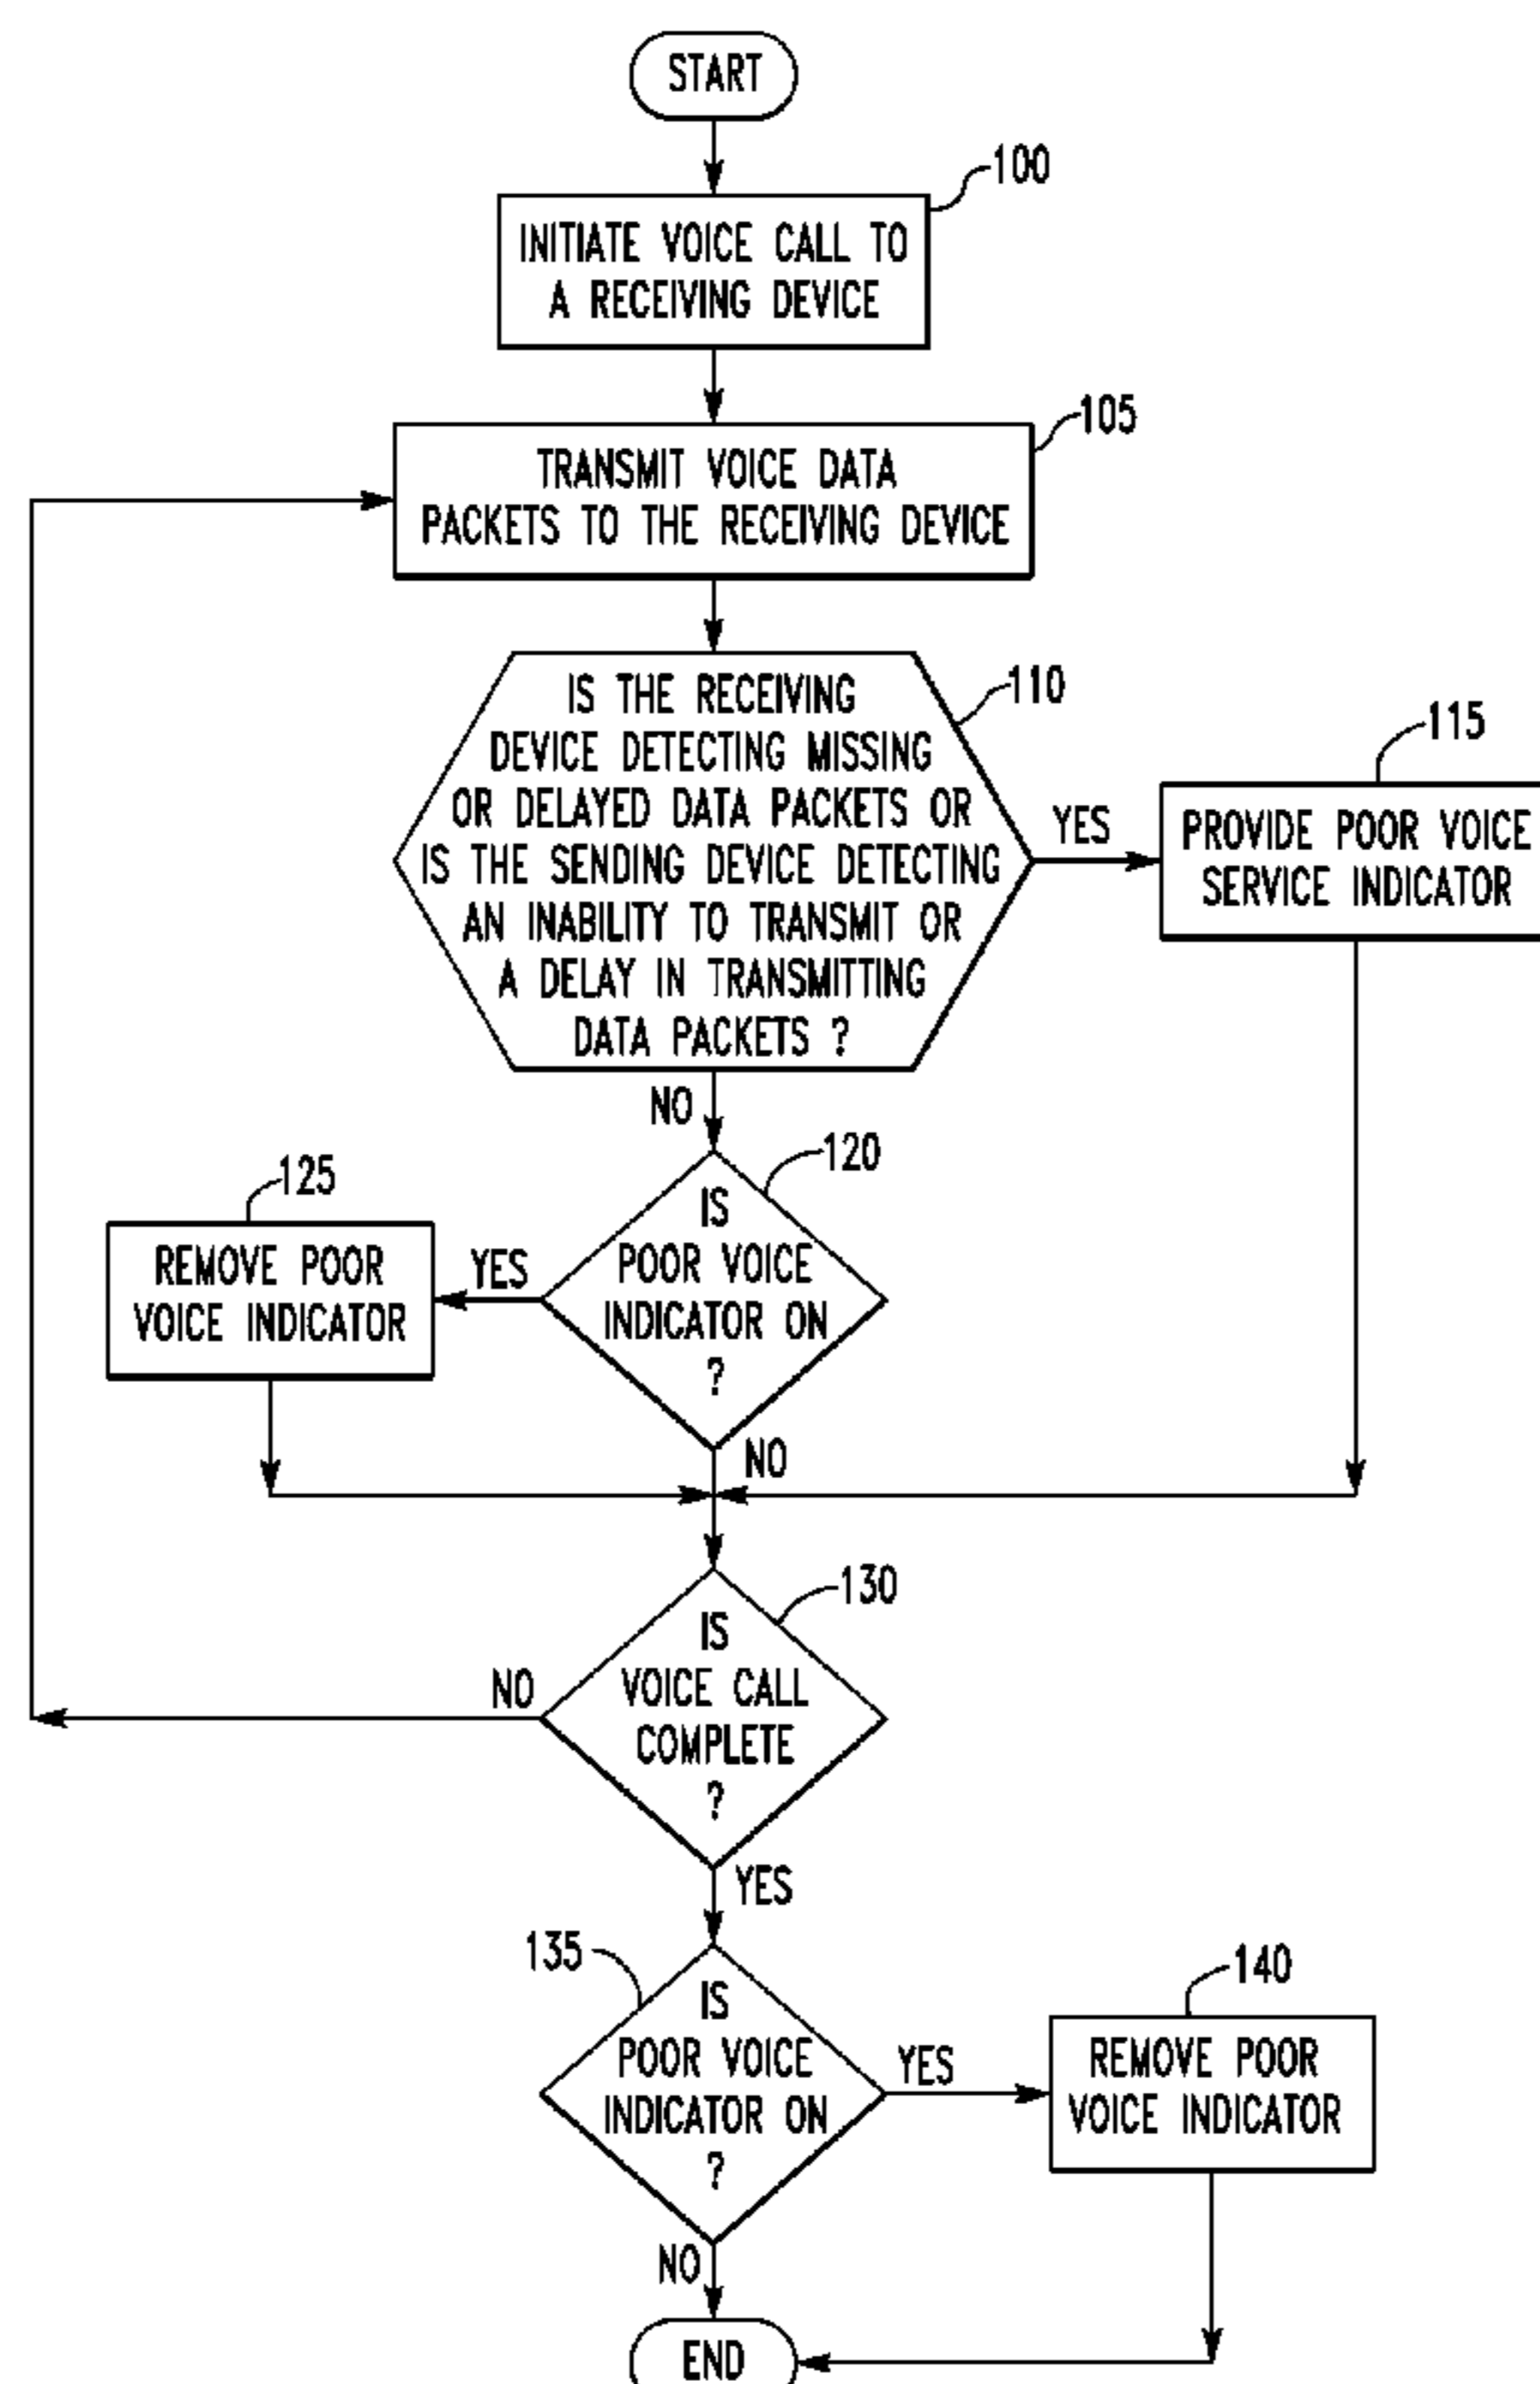 START
100
INITIATE VOICE CALL TO
A RECEIVING DEVICE
105
TRANSMIT VOICE DATA
PACKETS TO THE RECEIVING DEVICE
110
IS THE RECEIVING
DEVICE DETECTING MISSING
OR DELAYED DATA PACKETS OR
IS THE SENDING DEVICE DETECTING
AN INABILITY TO TRANSMIT OR
A DELAY IN TRANSMITTING
DATA PACKETS ?
YES
115
PROVIDE POOR VOICE
SERVICE INDICATOR
NO
120
IS
POOR VOICE
INDICATOR ON
?
YES
125
REMOVE POOR
VOICE INDICATOR
NO
130
IS
VOICE CALL
COMPLETE
?
NO
YES
135
IS
POOR VOICE
INDICATOR ON
?
YES
140
REMOVE POOR
VOICE INDICATOR
NO
END